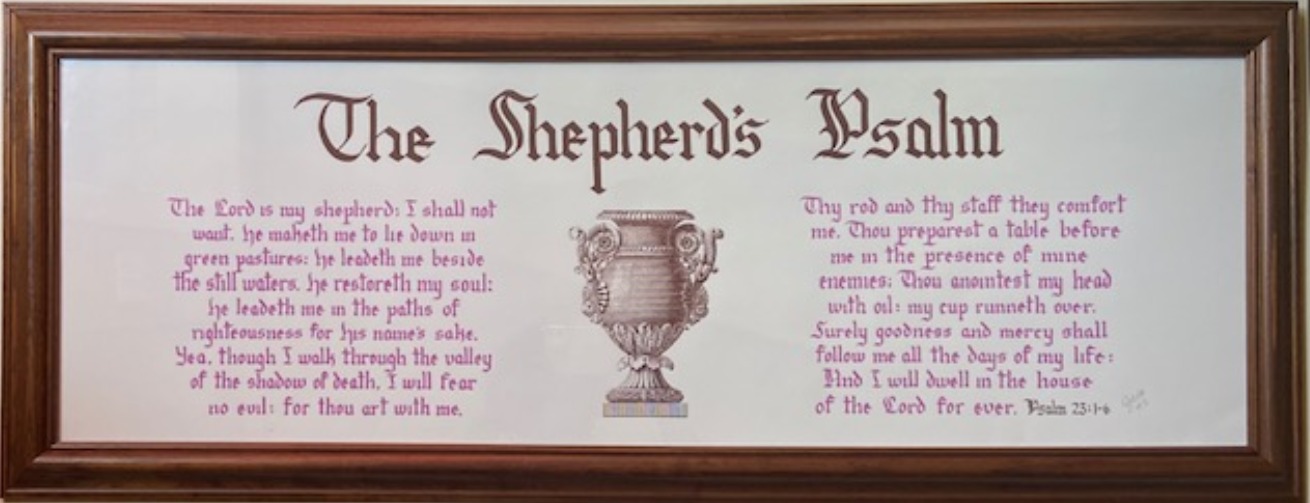 The Shepherd's Psalm
The Lord is my shepherd: I shall not
want. he maketh me to lie down in
green pastures: he leadeth me beside
the still waters. he restoreth my soul:
he leadeth me in the paths of
righteousness for his name's sake.
Yea, though I walk through the valley
of the shadow of death, I will fear
no evil: for thou art with me,
Thy rod and thy staff they comfort
me. Thou preparest a table before
me in the presence of mine
enemies: Thou anointest my head
with oil: my cup runneth over.
Surely goodness and mercy shall
follow me all the days of my life:
And I will dwell in the house
of the Lord for ever. Psalm 23:1-6